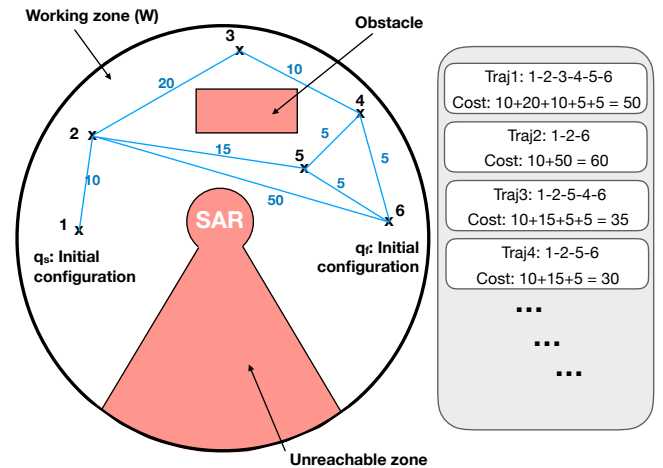 Working zone (W)
3
Obstacle
20
10
4
2
15
5
5
5
10
50
5
6
1
SAR
qs: Initial
configuration
qf: Initial
configuration
Unreachable zone
Traj1: 1-2-3-4-5-6
Cost: 10+20+10+5+5 = 50
Traj2: 1-2-6
Cost: 10+50 = 60
Traj3: 1-2-5-4-6
Cost: 10+15+5+5 = 35
Traj4: 1-2-5-6
Cost: 10+15+5 = 30
...
...
...